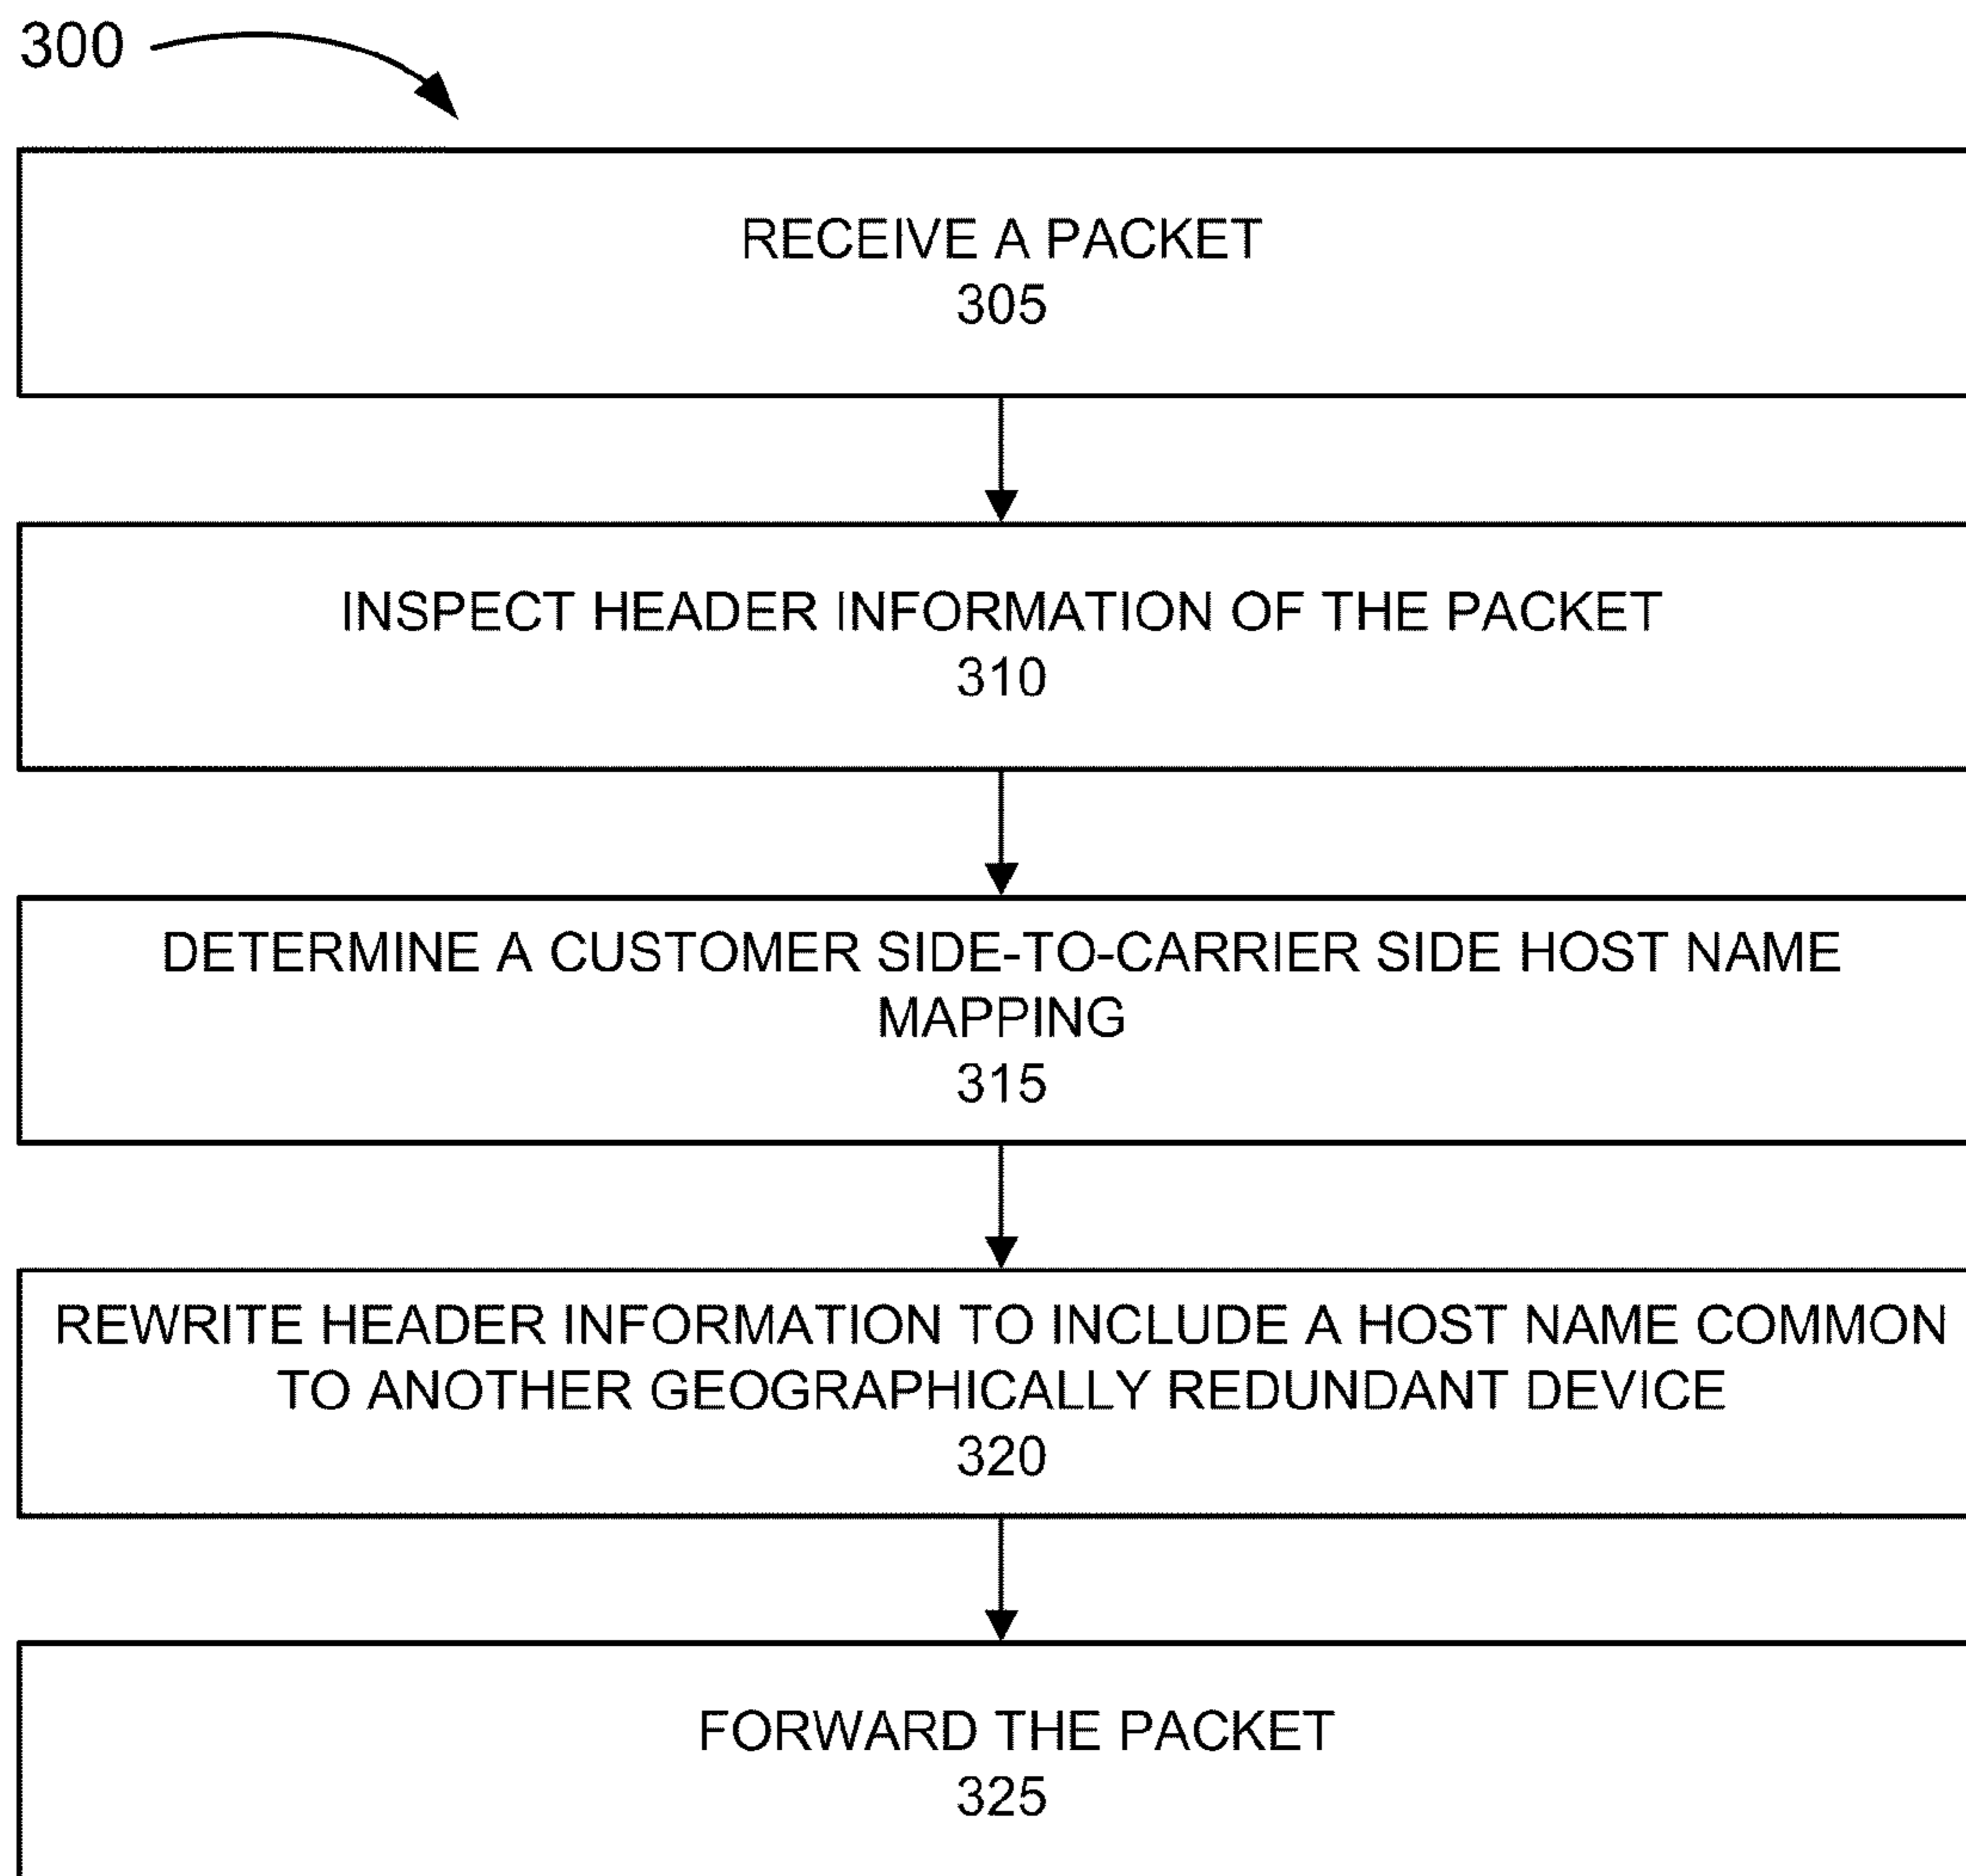 300
RECEIVE A PACKET
305
INSPECT HEADER INFORMATION OF THE PACKET
310
DETERMINE A CUSTOMER SIDE-TO-CARRIER SIDE HOST NAME
MAPPING
315
REWRITE HEADER INFORMATION TO INCLUDE A HOST NAME COMMON
TO ANOTHER GEOGRAPHICALLY REDUNDANT DEVICE
320
FORWARD THE PACKET
325